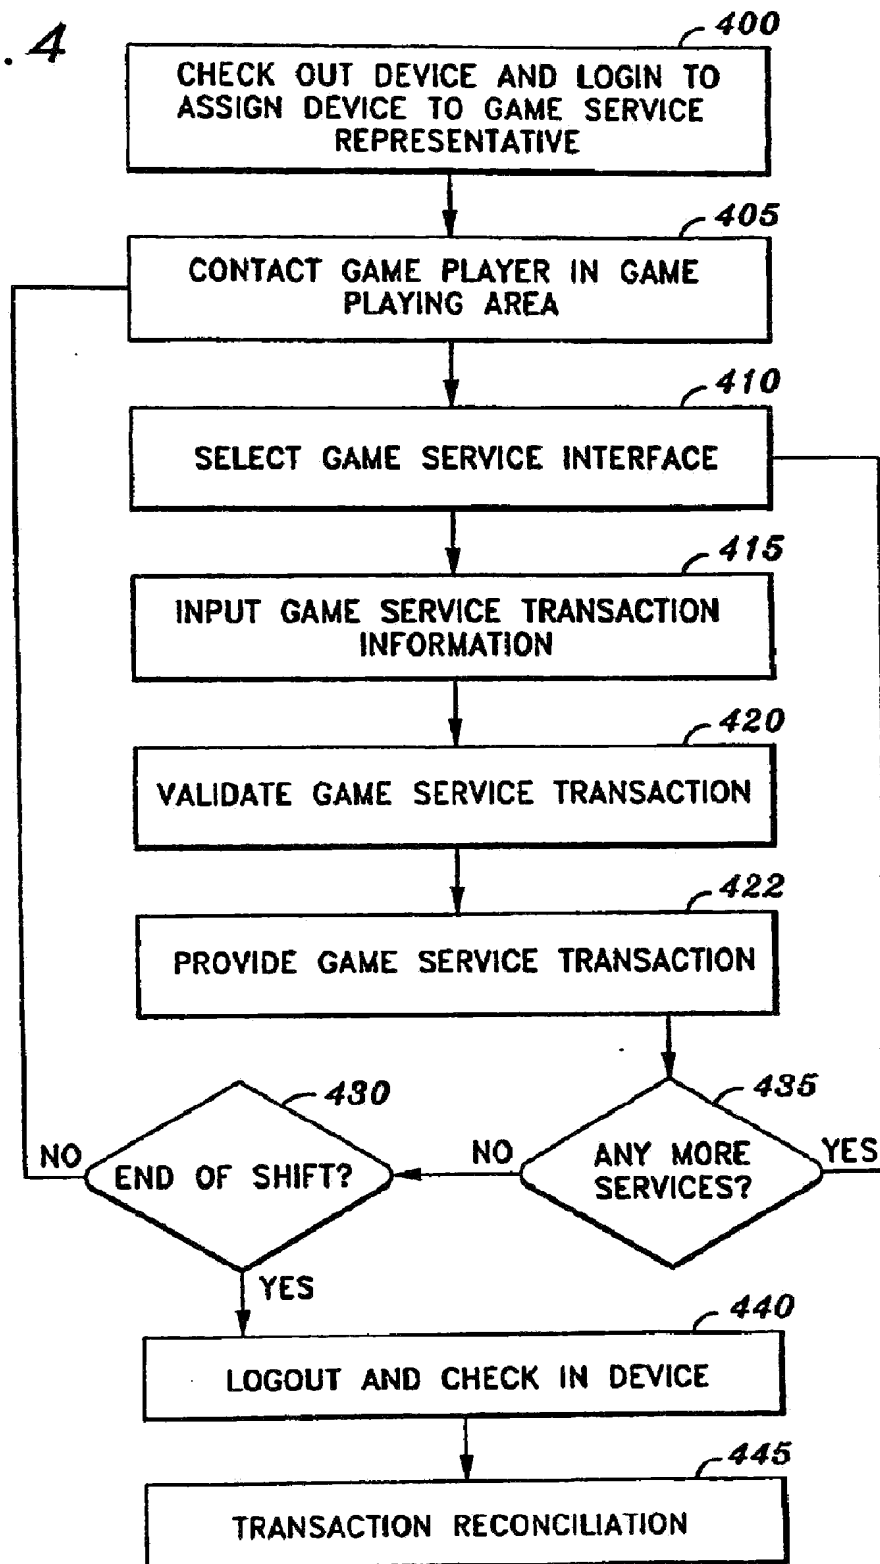 . 4
400
CHECK OUT DEVICE AND LOGIN TO
ASSIGN DEVICE TO GAME SERVICE
REPRESENTATIVE
405
CONTACT GAME PLAYER IN GAME
PLAYING AREA
410
SELECT GAME SERVICE INTERFACE
415
INPUT GAME SERVICE TRANSACTION
INFORMATION
420
VALIDATE GAME SERVICE TRANSACTION
422
PROVIDE GAME SERVICE TRANSACTION
430
NO
END OF SHIFT?
YES
435
NO
ANY MORE
SERVICES?
YES
440
LOGOUT AND CHECK IN DEVICE
445
TRANSACTION RECONCILIATION